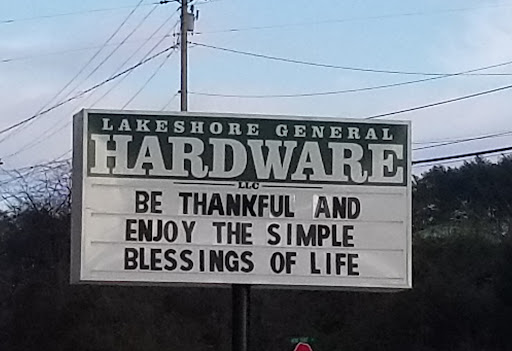 LAKESHORE GENERAL
HARDWARE
LLC
BE THANKFUL AND
ENJOY THE SIMPLE
BLESSINGS OF LIFE